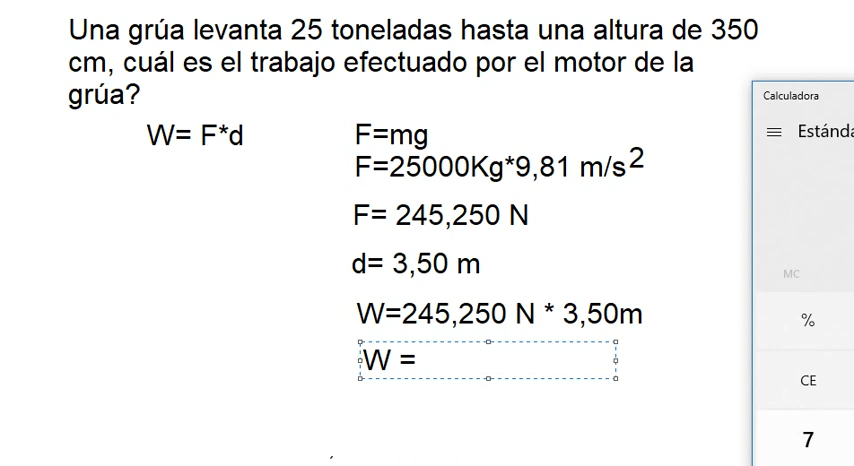 Una grúa levanta 25 toneladas hasta una altura de 350
cm, cuál es el trabajo efectuado por el motor de la
grúa?
W= F*d
F=mg
F=25000Kg*9,81 m/s2
F= 245,250 N
d= 3,50 m
W=245,250 N * 3,50m
W =
Calculadora
Estánda
MC
%
CE
7